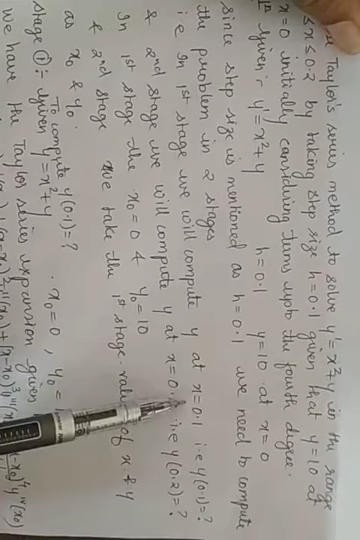 Taylor's series method to solve y' = x²+y in the range
≤ x ≤ 0.2 by taking step size h = 0.1 given that y = 10 at
x = 0 initially considering terms upto the fourth degree.
Given :- y' = x²+y h = 0.1 y = 10 at x = 0
since step size is mentioned as h = 0.1 we need to compute
the problem in 2 stages
i.e In 1st stage we will compute y at x = 0.1 i.e y(0.1) = ?
& 2nd stage we will compute y at x = 0. i.e y(0.2) = ?
In 1st stage the x₀ = 0 & y₀ = 10
& 2nd stage we take the 1st stage value of x & y
as x₀ & y₀.
To compute y(0.1) = ?
stage ① :- Given y' = x²+y . x₀ = 0, y₀ =
We have the Taylor series expansion given